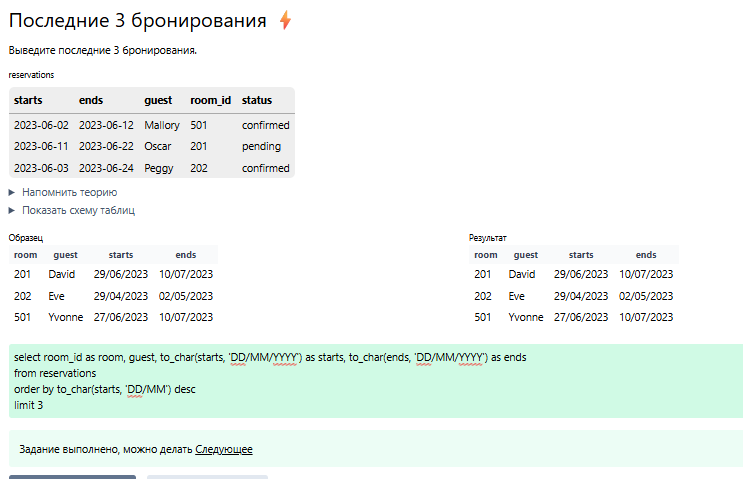 Последние 3 бронирования ⚡
Выведите последние 3 бронирования.
reservations
starts ends guest room_id status
2023-06-02 2023-06-12 Mallory 501 confirmed
2023-06-11 2023-06-22 Oscar 201 pending
2023-06-03 2023-06-24 Peggy 202 confirmed
▶ Напомнить теорию
▶ Показать схему таблиц
Образец
room guest starts ends
201 David 29/06/2023 10/07/2023
202 Eve 29/04/2023 02/05/2023
501 Yvonne 27/06/2023 10/07/2023
Результат
room guest starts ends
201 David 29/06/2023 10/07/2023
202 Eve 29/04/2023 02/05/2023
501 Yvonne 27/06/2023 10/07/2023
select room_id as room, guest, to_char(starts, 'DD/MM/YYYY') as starts, to_char(ends, 'DD/MM/YYYY') as ends
from reservations
order by to_char(starts, 'DD/MM') desc
limit 3
Задание выполнено, можно делать Следующее